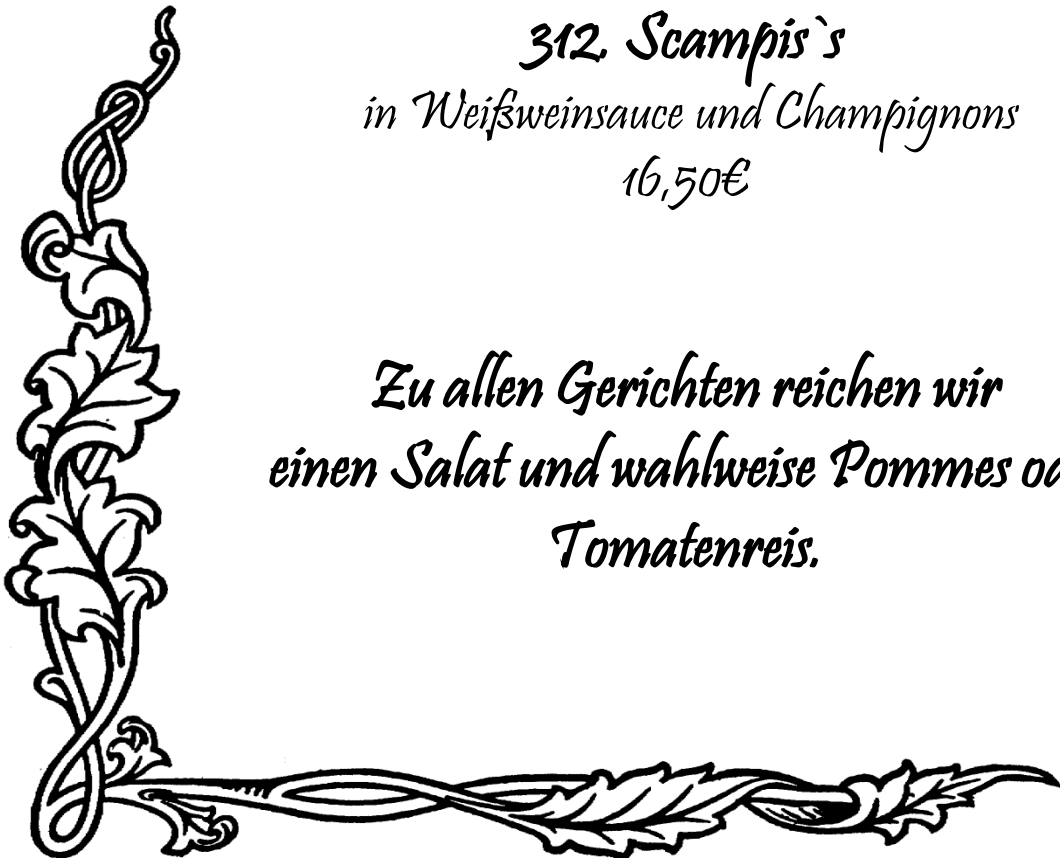 312. Scampis`s
in Weißweinsauce und Champignons
16,50€
Zu allen Gerichten reichen wir
einen Salat und wahlweise Pommes
Tomatenreis.